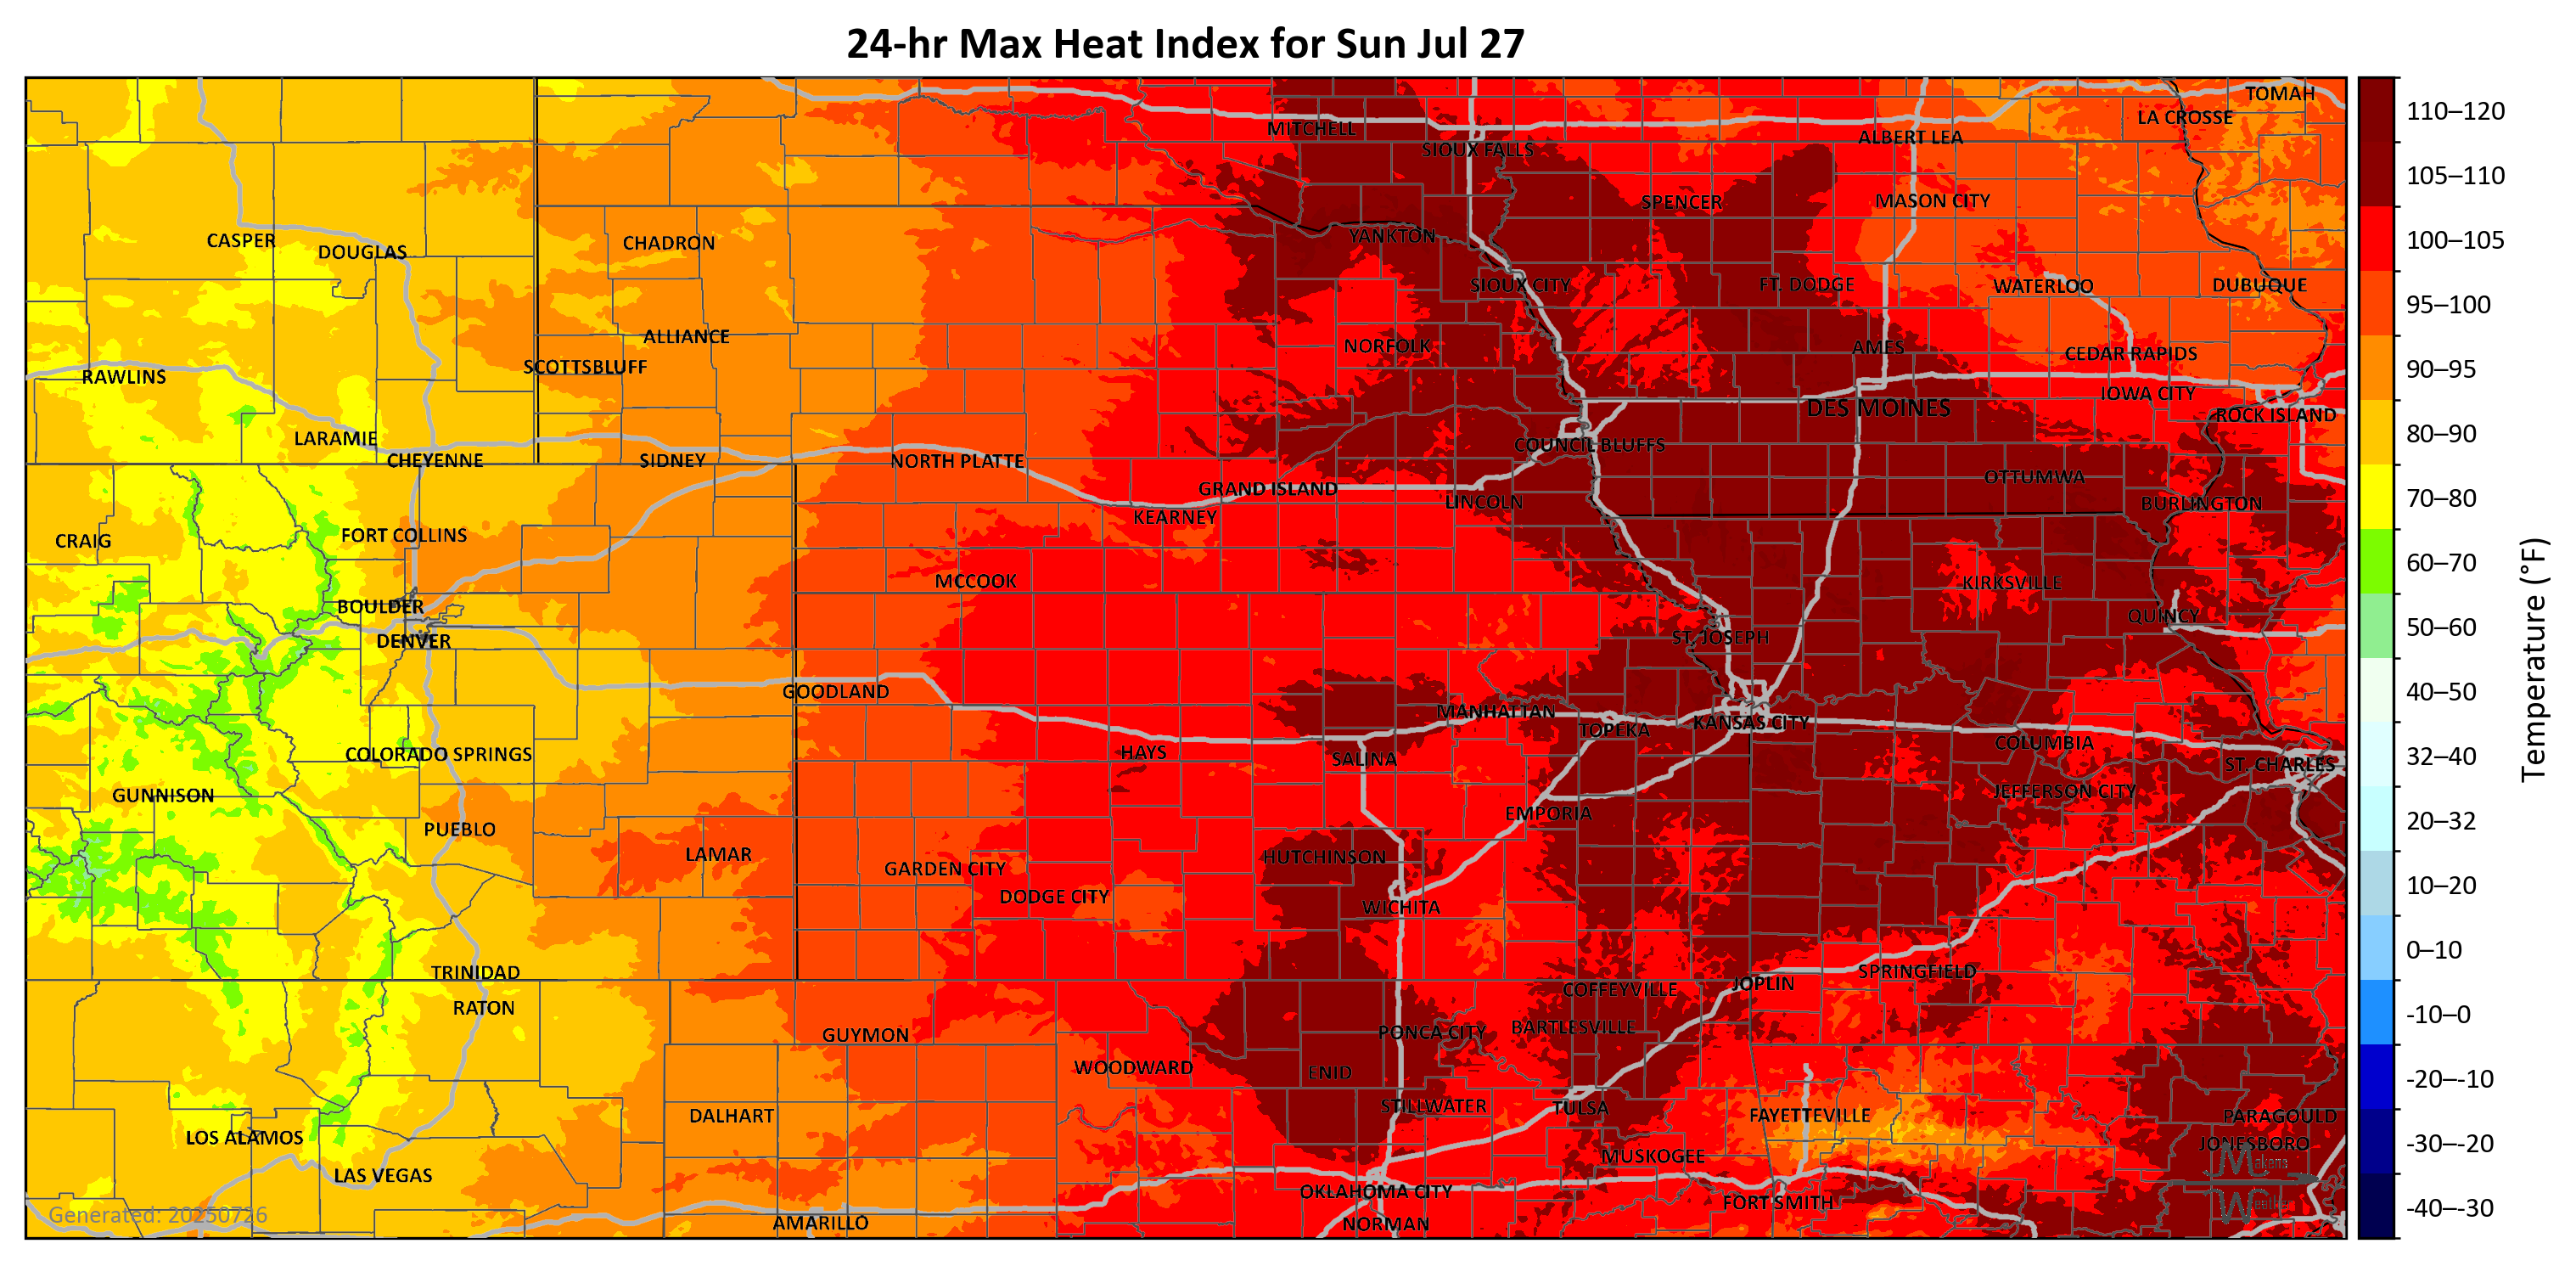 24-hr Max Heat Index for Sun Jul 27
TOMAH
LA CROSSE
MITCHELL
ALBERT LEA
SIOUX FALLS
SPENCER
MASON CITY
CASPER
DOUGLAS
CHADRON
YANKTON
SIOUX CITY
FT. DODGE
WATERLOO
DUBUQUE
ALLIANCE
NORFOLK
AMES
CEDAR RAPIDS
SCOTTSBLUFF
RAWLINS
IOWA CITY
DES MOINES
ROCK ISLAND
LARAMIE
COUNCIL BLUFFS
CHEYENNE
SIDNEY
NORTH PLATTE
OTTUMWA
GRAND ISLAND
LINCOLN
BURLINGTON
KEARNEY
FORT COLLINS
CRAIG
MCCOOK
KIRKSVILLE
BOULDER
QUINCY
DENVER
ST. JOSEPH
GOODLAND
MANHATTAN
TOPEKA
KANSAS CITY
COLUMBIA
COLORADO SPRINGS
HAYS
SALINA
ST. CHARLES
GUNNISON
JEFFERSON CITY
EMPORIA
PUEBLO
LAMAR
HUTCHINSON
GARDEN CITY
DODGE CITY
WICHITA
TRINIDAD
SPRINGFIELD
JOPLIN
COFFEYVILLE
RATON
BARTLESVILLE
PONCA CITY
GUYMON
WOODWARD
ENID
STILLWATER
TULSA
DALHART
FAYETTEVILLE
PARAGOULD
LOS ALAMOS
JONESBORO
MUSKOGEE
LAS VEGAS
OKLAHOMA CITY
FORT SMITH
AMARILLO
NORMAN
Makens
Weather
Generated: 20250726
110–120
105–110
100–105
95–100
90–95
80–90
70–80
60–70
50–60
40–50
32–40
20–32
10–20
0–10
-10–0
-20–-10
-30–-20
-40–-30
Temperature (°F)